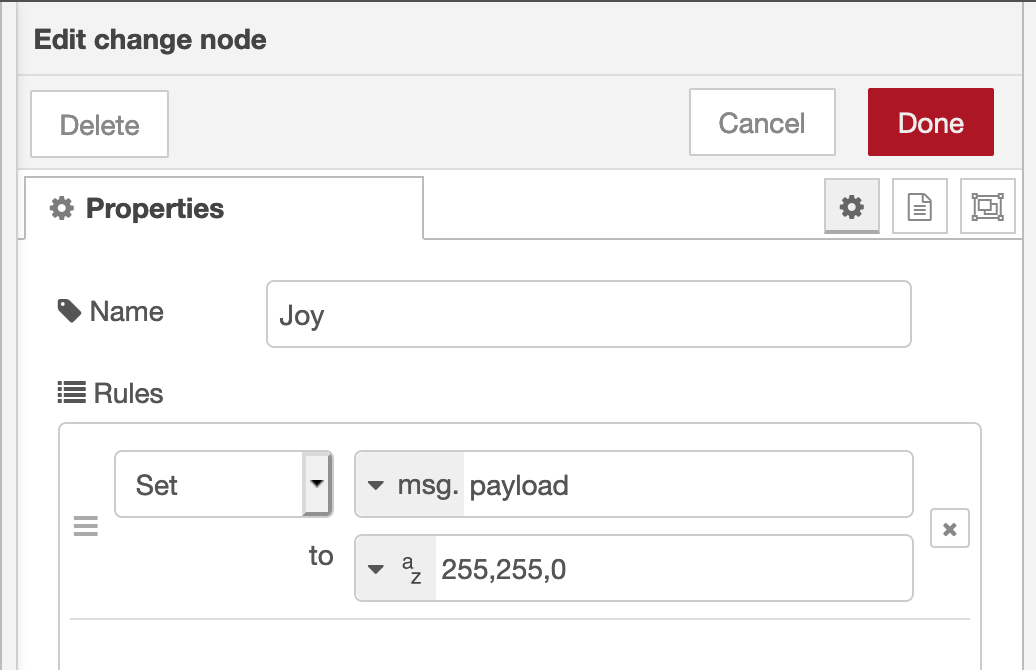 Edit change node
Delete
Cancel
Done
Properties
Name
Joy
Rules
Set
msg. payload
to
a
z
255,255,0